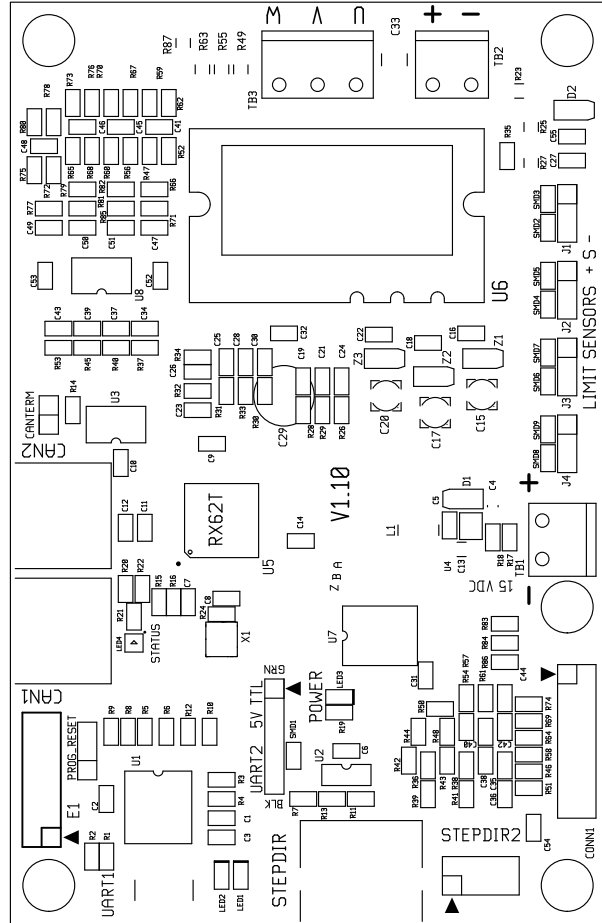 W V U
+ -
C33
R87
R63
R55
R49
TB3
TB2
R23
D2
R76
R70
R73
R67
R59
R62
R78
R80
C46
C45
C41
R35
R25
C55
C48
R75
R72
R79
R65
R68
R60
R56
R47
R52
R27
C27
R82
R66
R77
R81
R85
R71
C49
C50
C51
C47
SMD3
SMD2
J1
C53
C52
U8
U6
SMD5
SMD4
J2
LIMIT SENSORS + S -
C43
C39
C37
C34
C32
C22
C18
C16
R53
R45
R40
R37
R34
C26
C25
C28
C30
C19
C21
C24
Z3
Z2
Z1
SMD7
SMD6
J3
R32
C23
R31
R33
R30
C29
R28
R29
R26
C20
C17
C15
CANTERM
R14
U3
CAN2
C9
SMD9
SMD8
J4
C10
RX62T
U5
V1.10
C5
D1
C4
+
C12
C11
C14
L1
U4
C13
R18
R17
TB1
15 VDC
-
R20
R22
R15
R16
C7
Z B A
R21
LED4
STATUS
R24
C8
X1
U7
R83
R84
R86
C44
CAN1
GRN
5V TTL
UART2
BLK
POWER
LED3
R19
C31
R54
R57
R61
R74
R69
R64
R58
R46
R51
R50
R44
R48
C40
C42
PROG_RESET
R9
R8
R5
R6
R12
R10
SMD1
U2
C6
R42
R36
R43
C38
C35
R39
R41
R38
C36
E1
C2
U1
R3
R4
C1
C3
R7
R13
R11
R2
R1
UART1
LED2
LED1
STEPDIR
STEPDIR2
C54
CONN1